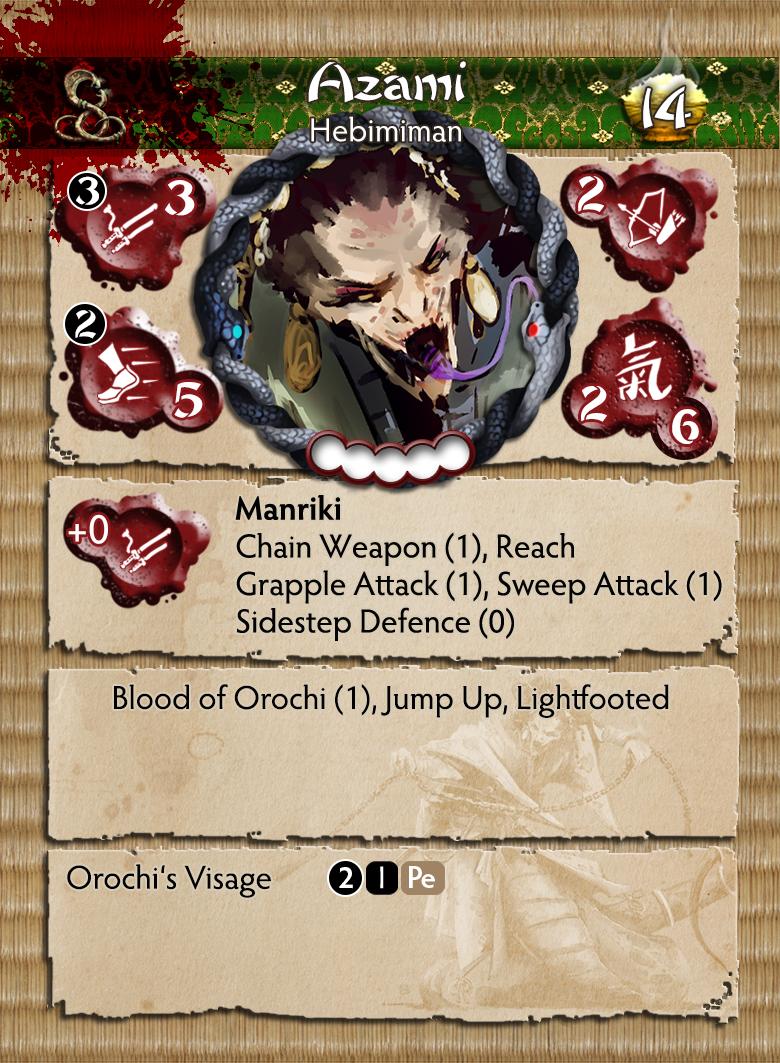 Azami
14
Hebimiman
3 3
2
2 5
氣
2 6
+0
Manriki
Chain Weapon (1), Reach
Grapple Attack (1), Sweep Attack (1)
Sidestep Defence (0)
Blood of Orochi (1), Jump Up, Lightfooted
Orochi's Visage 2 1 Pe